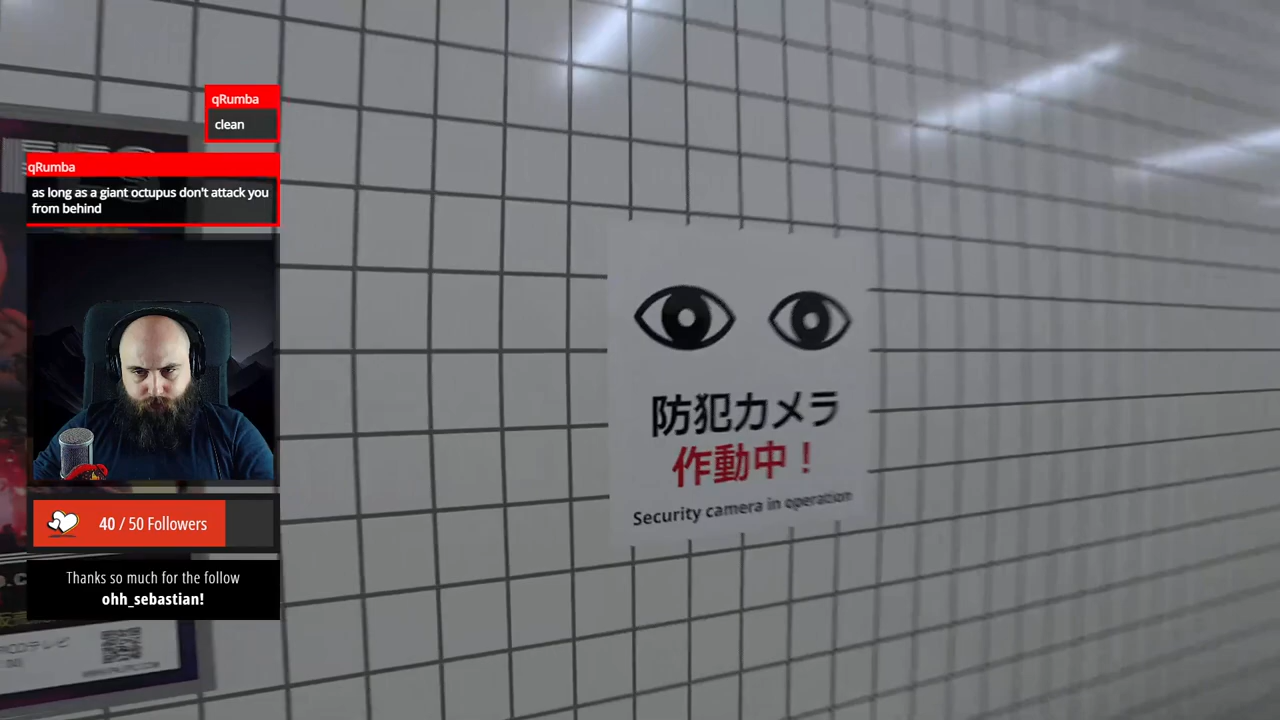 qRumba
clean
qRumba
as long as a giant octupus don't attack you
from behind
40 / 50 Followers
Thanks so much for the follow
ohh_sebastian!
防犯カメラ
作動中！
Security camera in operation